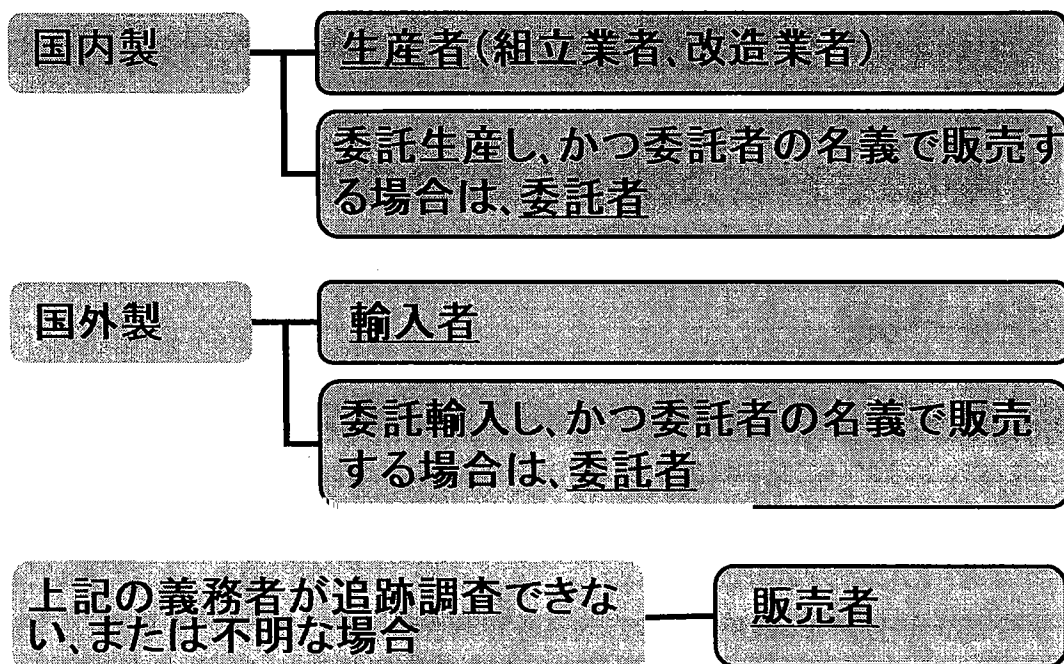 国内製
生産者(組立業者、改造業者)
委託生産し、かつ委託者の名義で販売す
る場合は、委託者
国外製
輸入者
委託輸入し、かつ委託者の名義で販売
する場合は、委託者
上記の義務者が追跡調査できな
い、または不明な場合
販売者